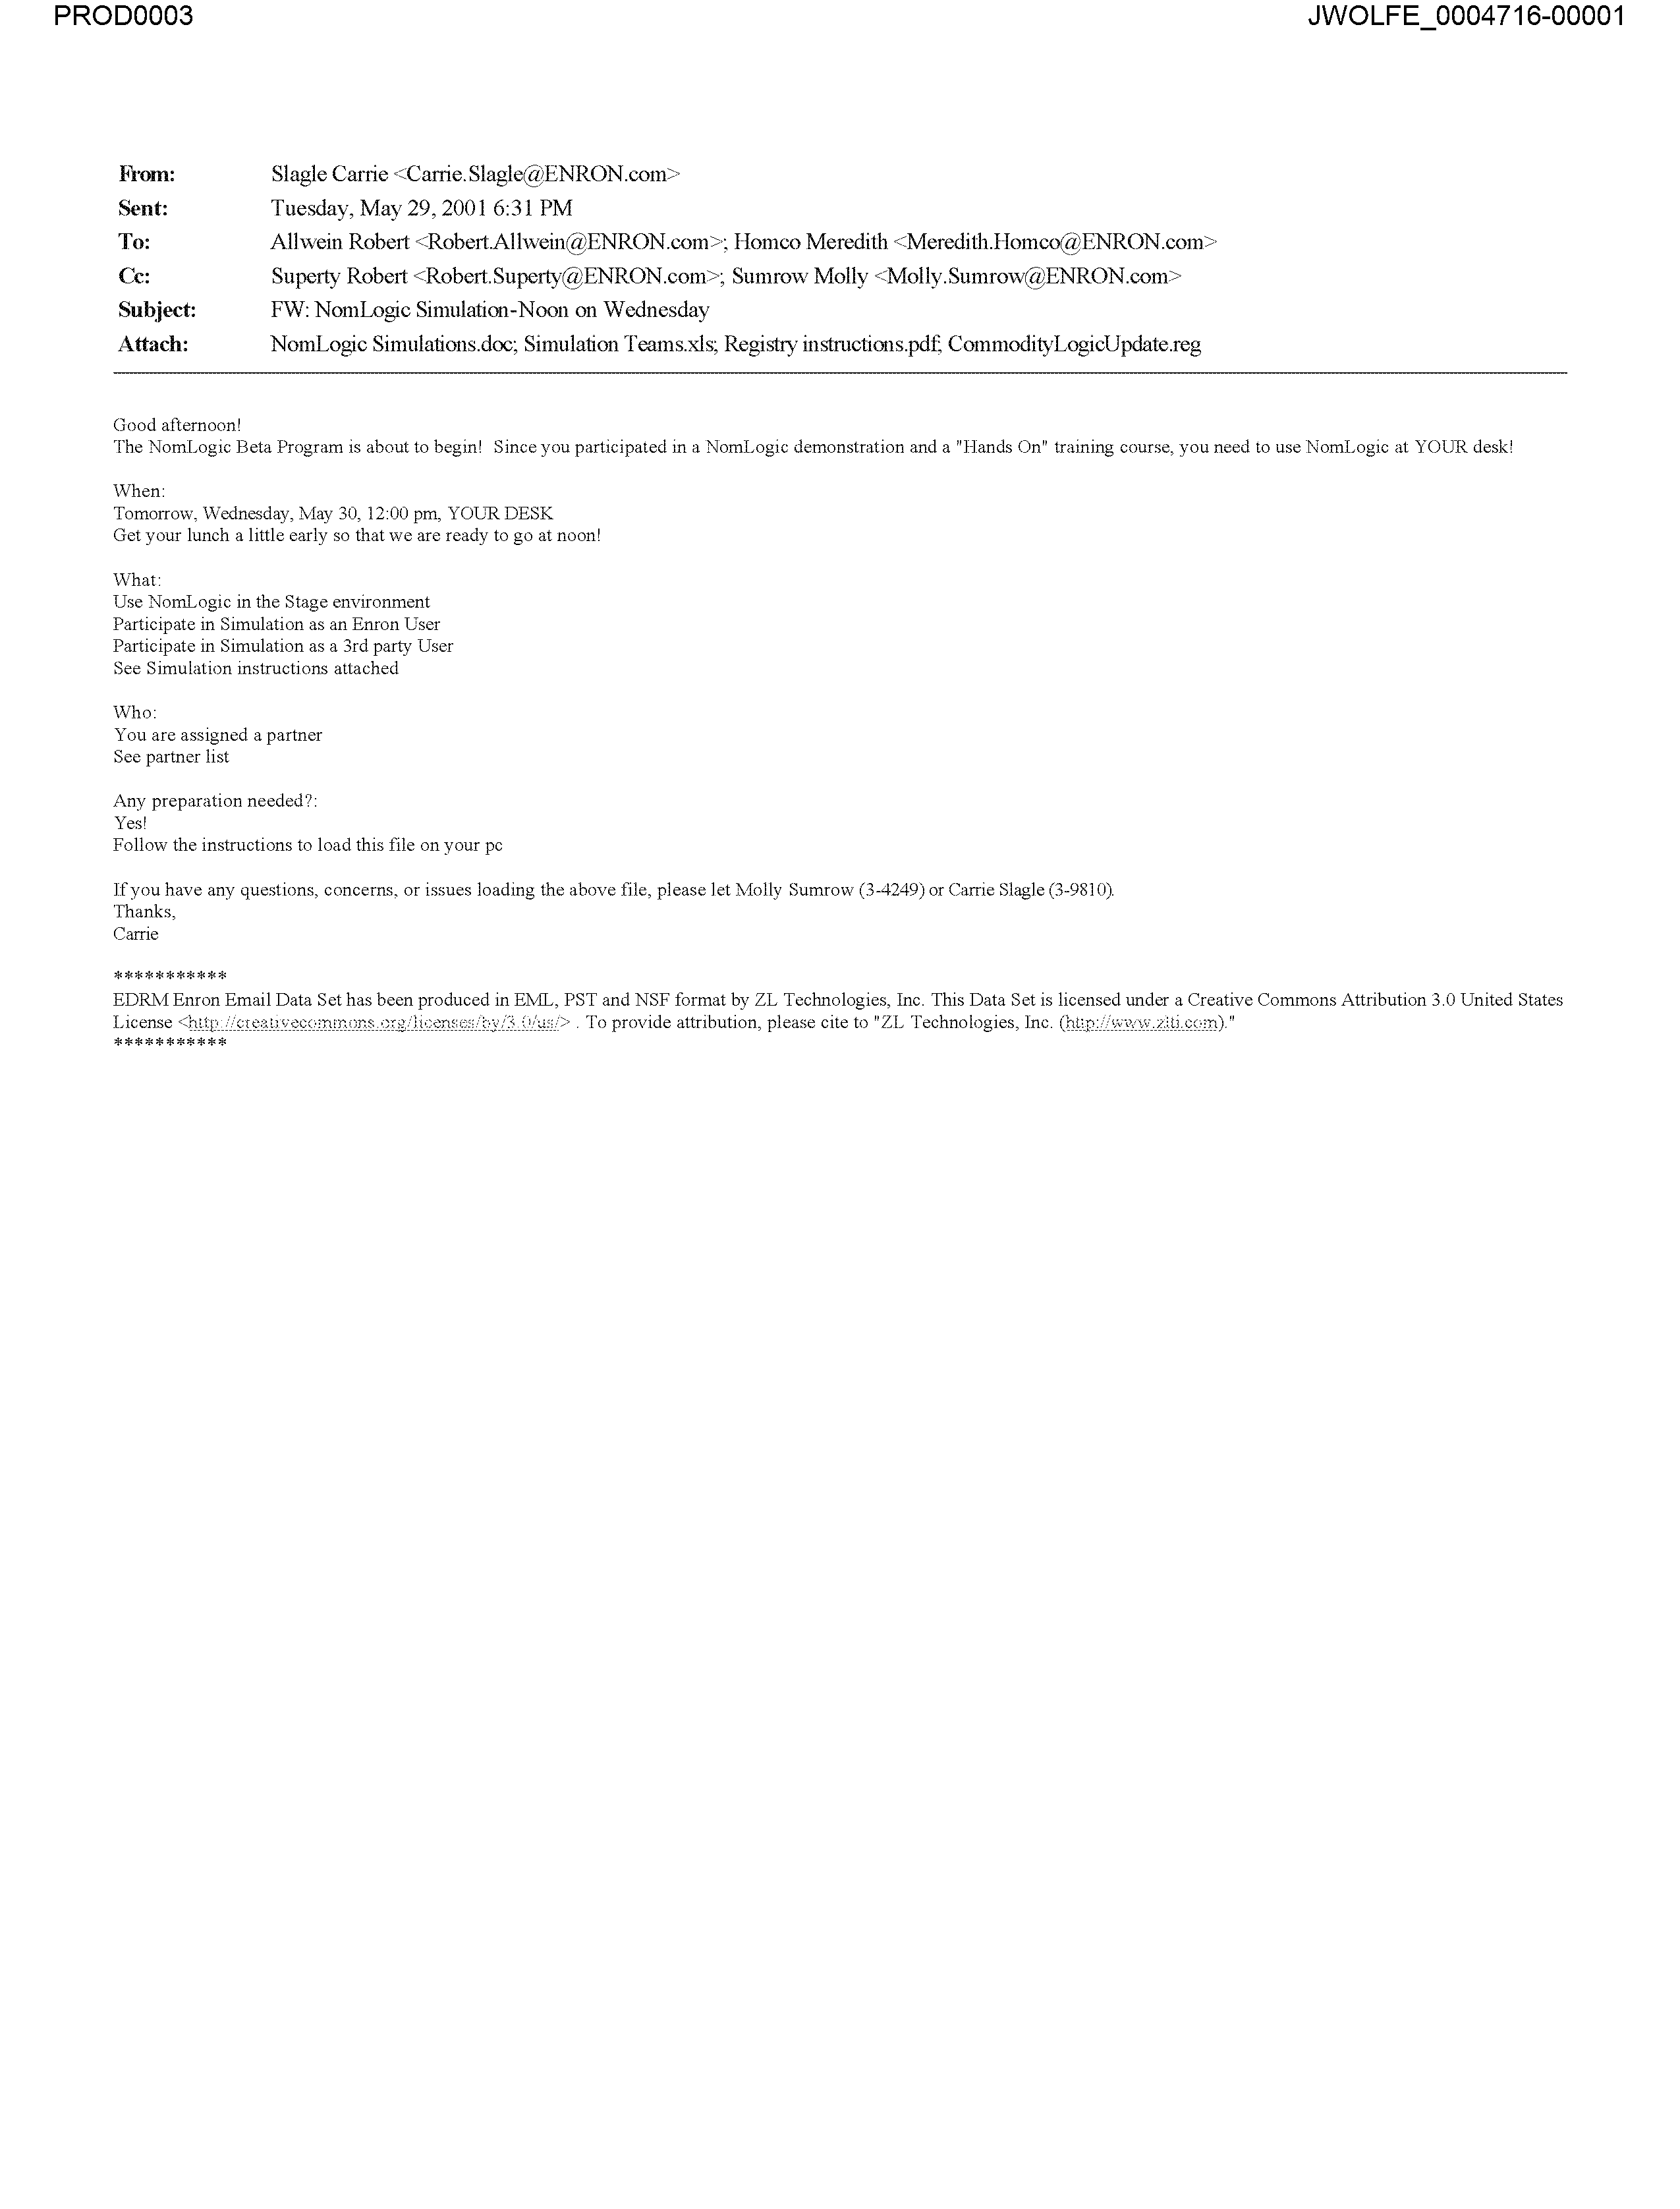 PROD0003 JWOLFE_0004716-00001
From: Slagle Carrie <Carrie.Slagle@ENRON.com>
Sent: Tuesday, May 29, 2001 6:31 PM
To: Allwein Robert <Robert.Allwein@ENRON.com>; Homco Meredith <Meredith.Homco@ENRON.com>
Cc: Superty Robert <Robert.Superty@ENRON.com>; Sumrow Molly <Molly.Sumrow@ENRON.com>
Subject: FW: NomLogic Simulation-Noon on Wednesday
Attach: NomLogic Simulations.doc; Simulation Teams.xls; Registry instructions.pdf; CommodityLogicUpdate.reg
Good afternoon!
The NomLogic Beta Program is about to begin!  Since you participated in a NomLogic demonstration and a "Hands On" training course, you need to use NomLogic at YOUR desk!
When:
Tomorrow, Wednesday, May 30, 12:00 pm, YOUR DESK
Get your lunch a little early so that we are ready to go at noon!
What:
Use NomLogic in the Stage environment
Participate in Simulation as an Enron User
Participate in Simulation as a 3rd party User
See Simulation instructions attached
Who:
You are assigned a partner
See partner list
Any preparation needed?:
Yes!
Follow the instructions to load this file on your pc
If you have any questions, concerns, or issues loading the above file, please let Molly Sumrow (3-4249) or Carrie Slagle (3-9810).
Thanks,
Carrie
***********
EDRM Enron Email Data Set has been produced in EML, PST and NSF format by ZL Technologies, Inc. This Data Set is licensed under a Creative Commons Attribution 3.0 United States
License <http://creativecommons.org/licenses/by/3.0/us/> . To provide attribution, please cite to "ZL Technologies, Inc. (http://www.zlti.com)."
***********